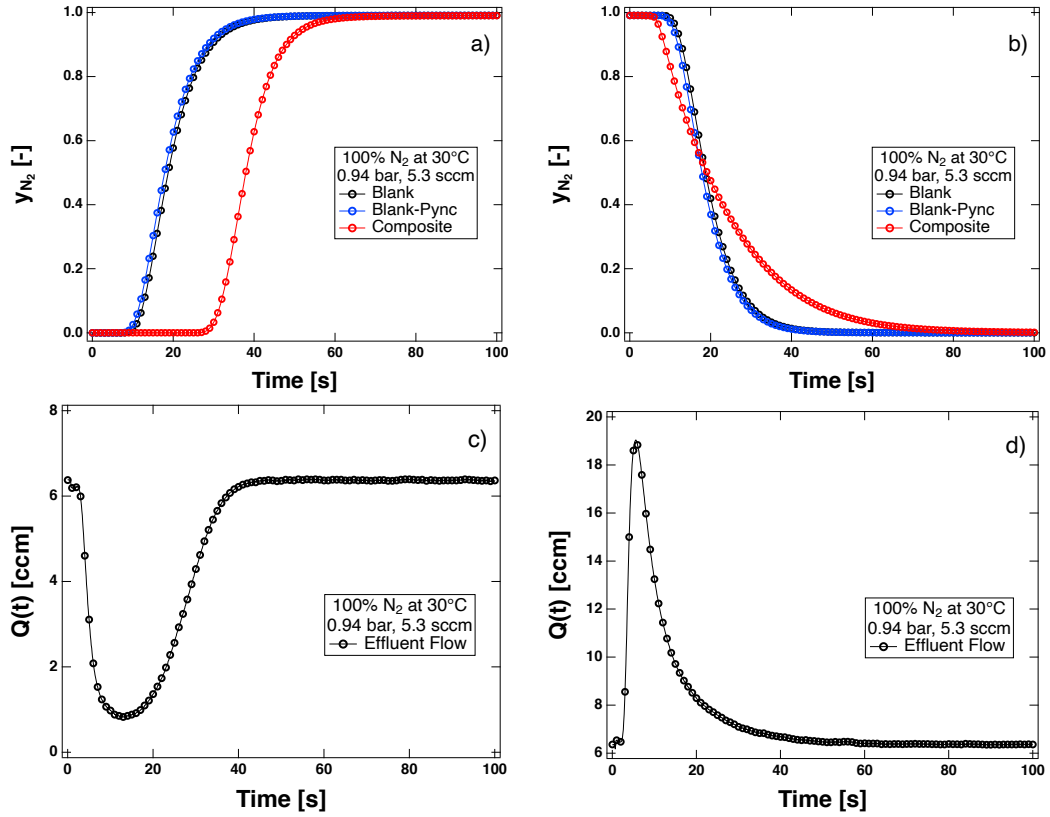 a)
1.0
0.8
0.6
0.4
0.2
0.0
y_N₂ [-]
100% N₂ at 30°C
0.94 bar, 5.3 sccm
Blank
Blank-Pync
Composite
0 20 40 60 80 100
Time [s]
b)
1.0
0.8
0.6
0.4
0.2
0.0
y_N₂ [-]
100% N₂ at 30°C
0.94 bar, 5.3 sccm
Blank
Blank-Pync
Composite
0 20 40 60 80 100
Time [s]
c)
8
6
4
2
0
Q(t) [ccm]
100% N₂ at 30°C
0.94 bar, 5.3 sccm
Effluent Flow
0 20 40 60 80 100
Time [s]
d)
20
18
16
14
12
10
8
6
Q(t) [ccm]
100% N₂ at 30°C
0.94 bar, 5.3 sccm
Effluent Flow
0 20 40 60 80 100
Time [s]